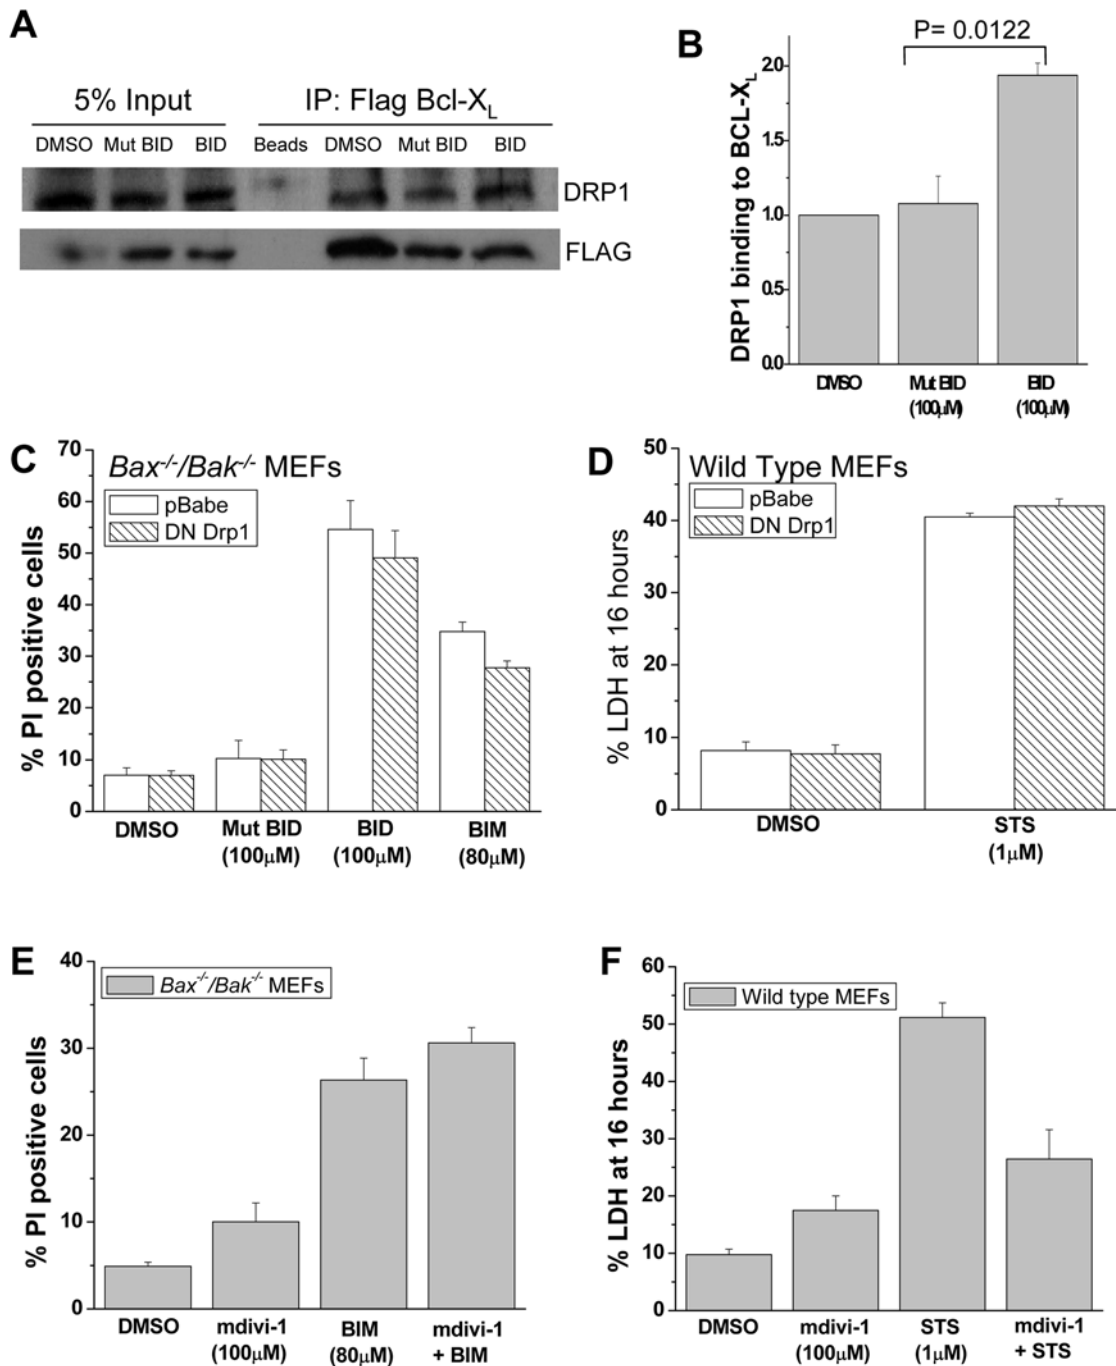 A
5% Input
IP: Flag Bcl-XL
DMSO Mut BID BID Beads DMSO Mut BID BID
DRP1
FLAG
B
P= 0.0122
DRP1 binding to BCL-XL
2.0
1.5
1.0
0.5
0.0
DMSO
Mut BID
(100μM)
BID
(100μM)
C
Bax-/-/Bak-/- MEFs
pBabe
DN Drp1
% PI positive cells
70
60
50
40
30
20
10
0
DMSO
Mut BID
(100μM)
BID
(100μM)
BIM
(80μM)
D
Wild Type MEFs
pBabe
DN Drp1
% LDH at 16 hours
50
40
30
20
10
0
DMSO
STS
(1μM)
E
Bax-/-/Bak-/- MEFs
% PI positive cells
40
30
20
10
0
DMSO
mdivi-1
(100μM)
BIM
(80μM)
mdivi-1
+ BIM
F
Wild type MEFs
% LDH at 16 hours
60
50
40
30
20
10
0
DMSO
mdivi-1
(100μM)
STS
(1μM)
mdivi-1
+ STS